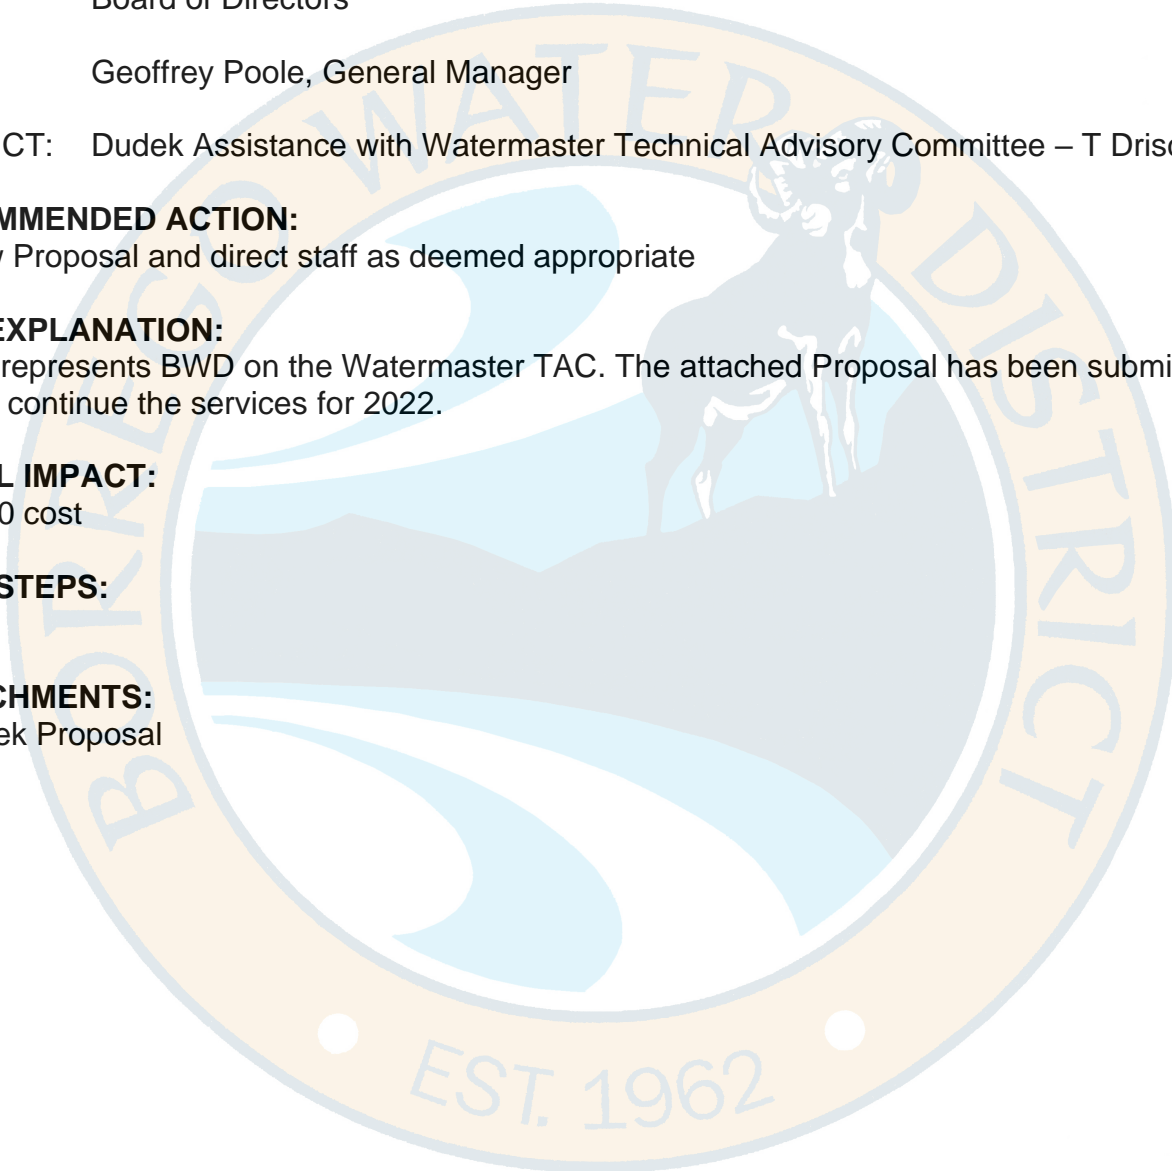 Board of Directors
Geoffrey Poole, General Manager
CT: Dudek Assistance with Watermaster Technical Advisory Committee – T Drisc
MMENDED ACTION:
w Proposal and direct staff as deemed appropriate
EXPLANATION:
represents BWD on the Watermaster TAC. The attached Proposal has been submi
continue the services for 2022.
L IMPACT:
0 cost
STEPS:
CHMENTS:
ek Proposal
BORREGO WATER DISTRICT
EST. 1962